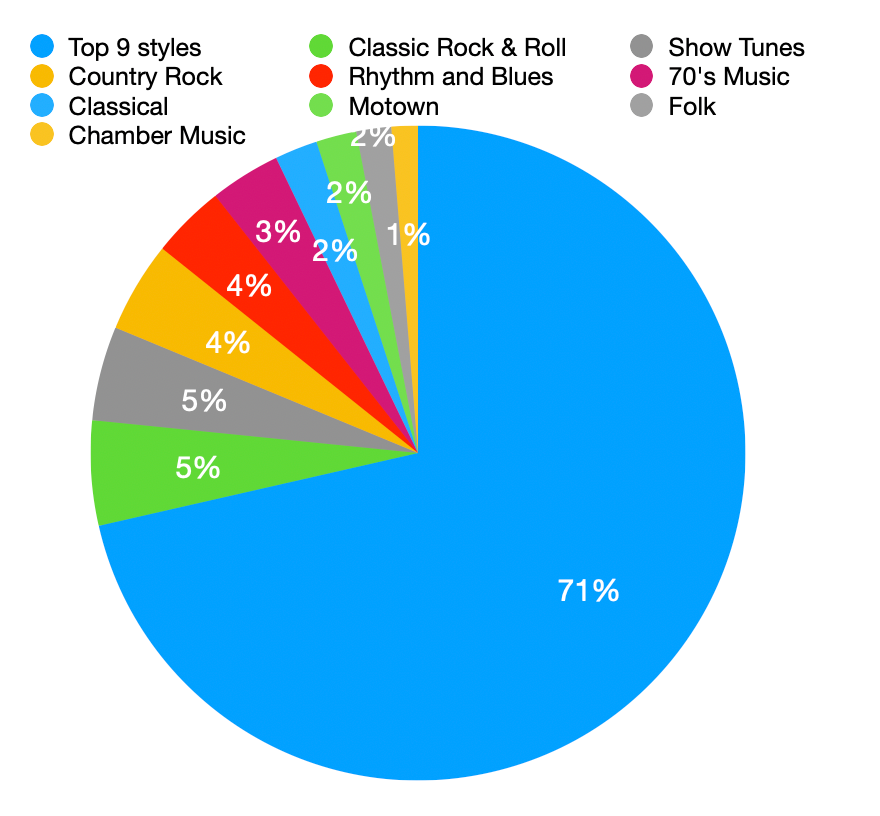 Top 9 styles Classic Rock & Roll Show Tunes
Country Rock Rhythm and Blues 70's Music
Classical Motown Folk
Chamber Music
2%
2%
3%
1%
2%
4%
4%
5%
5%
71%